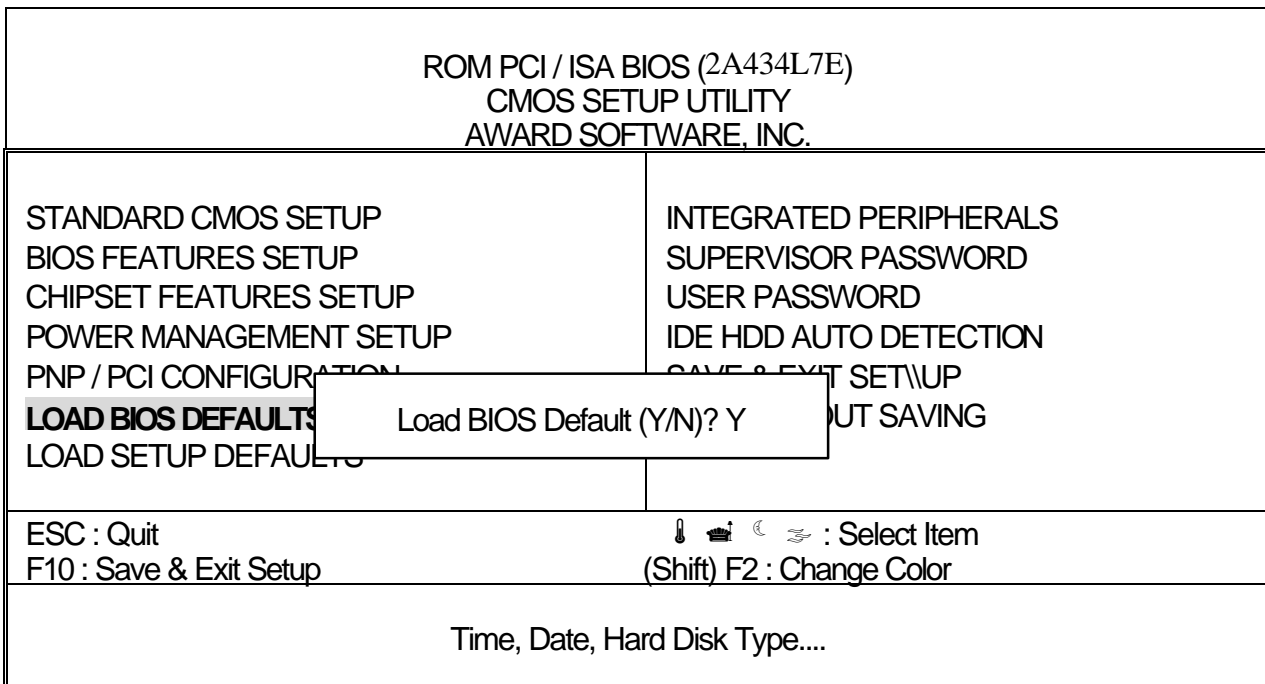 ROM PCI / ISA BIOS (2A434L7E)
CMOS SETUP UTILITY
AWARD SOFTWARE, INC.
STANDARD CMOS SETUP
BIOS FEATURES SETUP
CHIPSET FEATURES SETUP
POWER MANAGEMENT SETUP
PNP / PCI
LOAD BIOS DEFAULTS
LOAD SETUP
INTEGRATED PERIPHERALS
SUPERVISOR PASSWORD
USER PASSWORD
IDE HDD AUTO DETECTION
SAVE & EXIT SET\\UP
SAVING
Load BIOS Default (Y/N)? Y
ESC : Quit
: Select Item
F10 : Save & Exit Setup
(Shift) F2 : Change Color
Time, Date, Hard Disk Type....